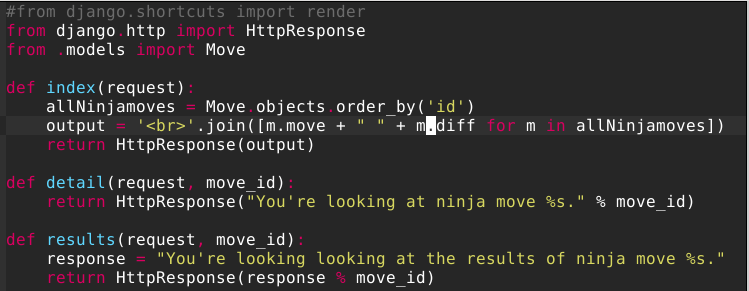 #from django.shortcuts import render
from django.http import HttpResponse
from .models import Move
def index(request):
    allNinjamoves = Move.objects.order_by('id')
    output = '<br>'.join([m.move + " " + m.diff for m in allNinjamoves])
    return HttpResponse(output)
def detail(request, move_id):
    return HttpResponse("You're looking at ninja move %s." % move_id)
def results(request, move_id):
    response = "You're looking looking at the results of ninja move %s."
    return HttpResponse(response % move_id)